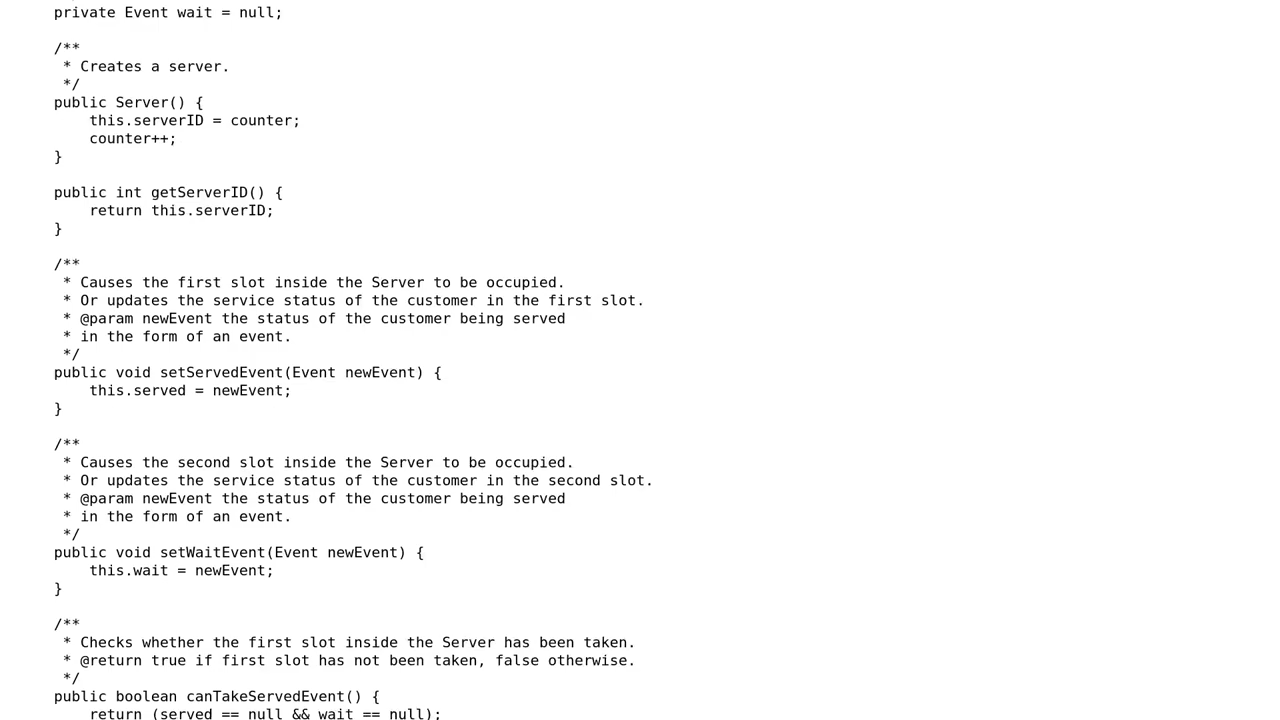 private Event wait = null;

/**
 * Creates a server.
 */
public Server() {
    this.serverID = counter;
    counter++;
}

public int getServerID() {
    return this.serverID;
}

/**
 * Causes the first slot inside the Server to be occupied.
 * Or updates the service status of the customer in the first slot.
 * @param newEvent the status of the customer being served
 * in the form of an event.
 */
public void setServedEvent(Event newEvent) {
    this.served = newEvent;
}

/**
 * Causes the second slot inside the Server to be occupied.
 * Or updates the service status of the customer in the second slot.
 * @param newEvent the status of the customer being served
 * in the form of an event.
 */
public void setWaitEvent(Event newEvent) {
    this.wait = newEvent;
}

/**
 * Checks whether the first slot inside the Server has been taken.
 * @return true if first slot has not been taken, false otherwise.
 */
public boolean canTakeServedEvent() {
    return (served == null && wait == null);